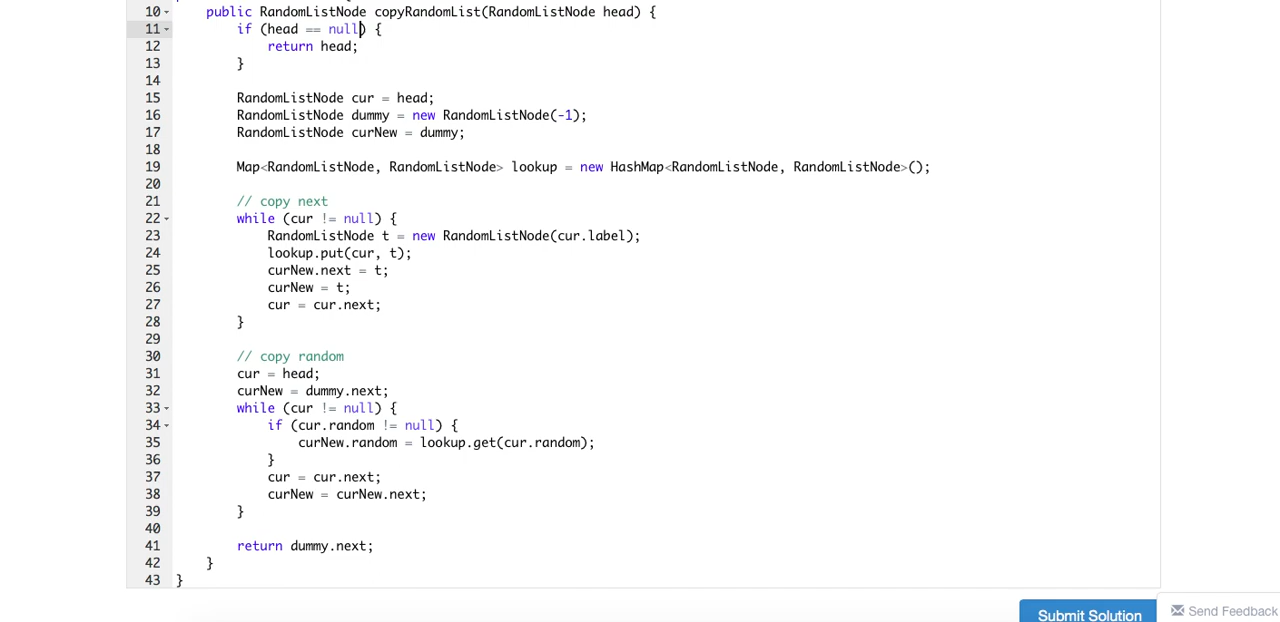 10 public RandomListNode copyRandomList(RandomListNode head) {
11 if (head == null) {
12 return head;
13 }
14
15 RandomListNode cur = head;
16 RandomListNode dummy = new RandomListNode(-1);
17 RandomListNode curNew = dummy;
18
19 Map<RandomListNode, RandomListNode> lookup = new HashMap<RandomListNode, RandomListNode>();
20
21 // copy next
22 while (cur != null) {
23 RandomListNode t = new RandomListNode(cur.label);
24 lookup.put(cur, t);
25 curNew.next = t;
26 curNew = t;
27 cur = cur.next;
28 }
29
30 // copy random
31 cur = head;
32 curNew = dummy.next;
33 while (cur != null) {
34 if (cur.random != null) {
35 curNew.random = lookup.get(cur.random);
36 }
37 cur = cur.next;
38 curNew = curNew.next;
39 }
40
41 return dummy.next;
42 }
43 }
Submit Solution
Send Feedback